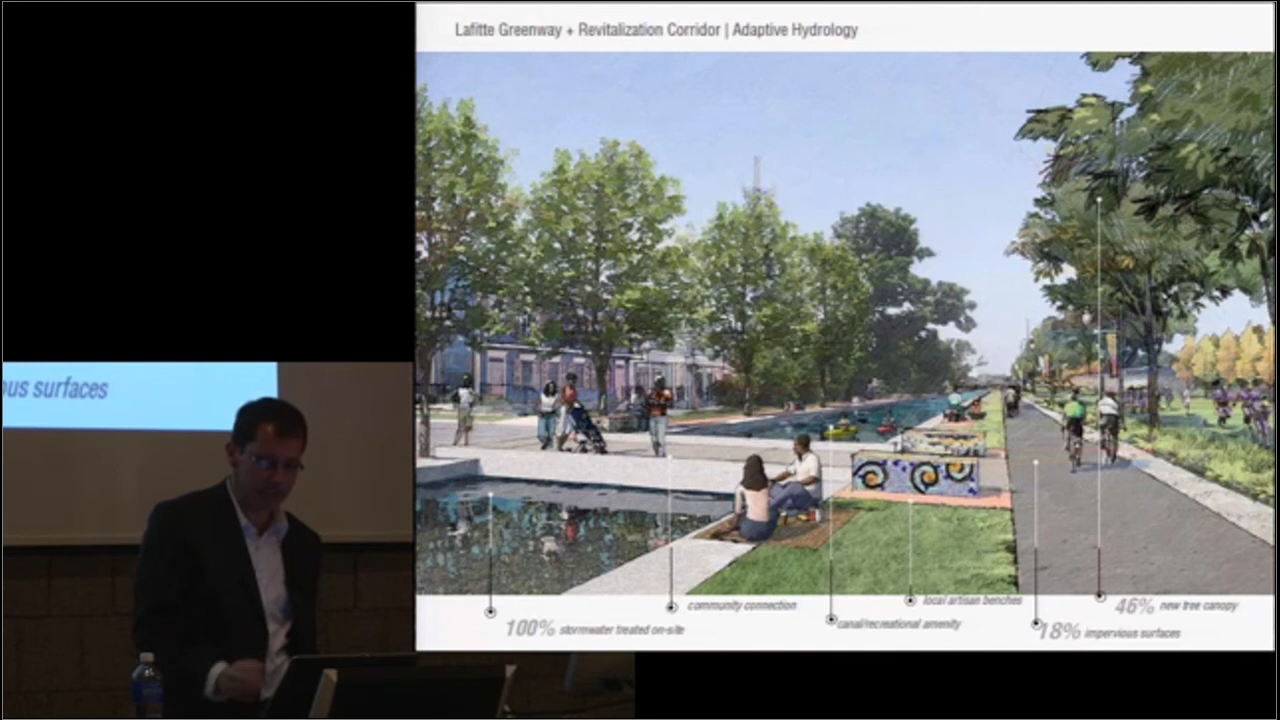 Lafitte Greenway + Revitalization Corridor | Adaptive Hydrology
ous surfaces
community connection
100% stormwater treated on-site
canal/recreational amenity
local artisan benches
18% impervious surfaces
46% new tree canopy